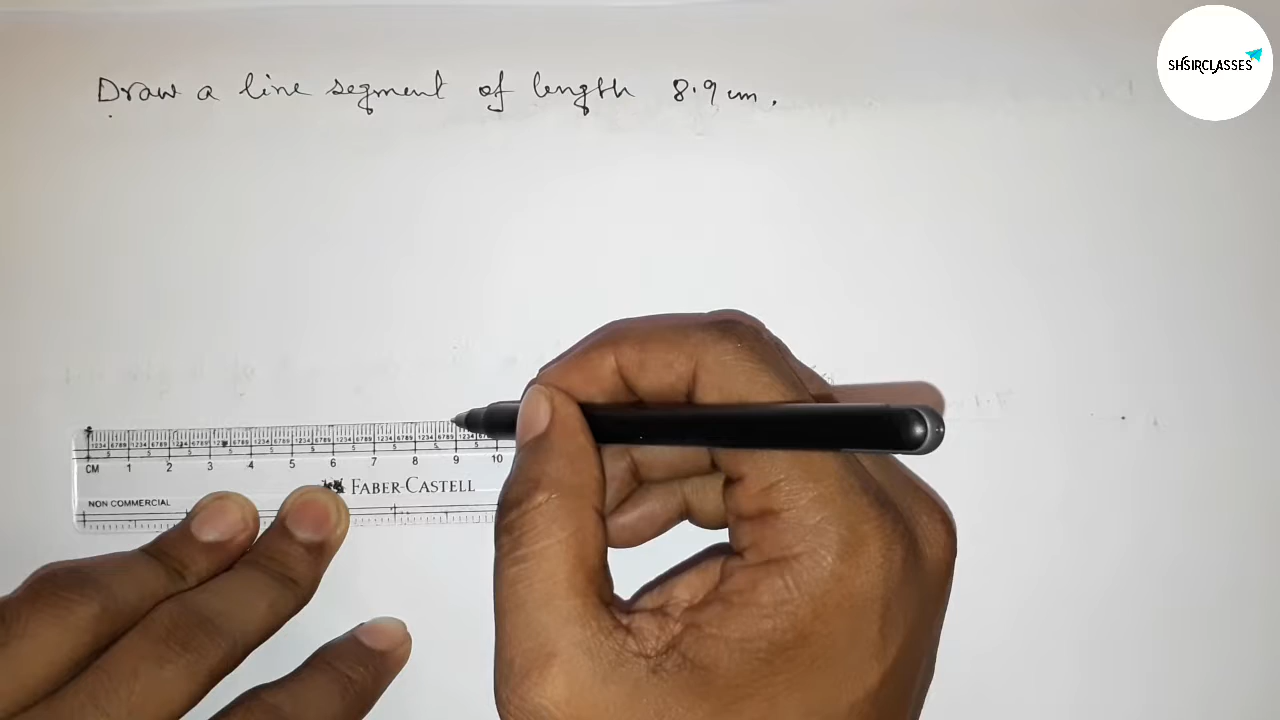 Draw a line segment of length 8.9 cm.
SHSIRCLASSES
CM 1 2 3 4 5 6 7 8 9 10
FABER-CASTELL
NON COMMERCIAL